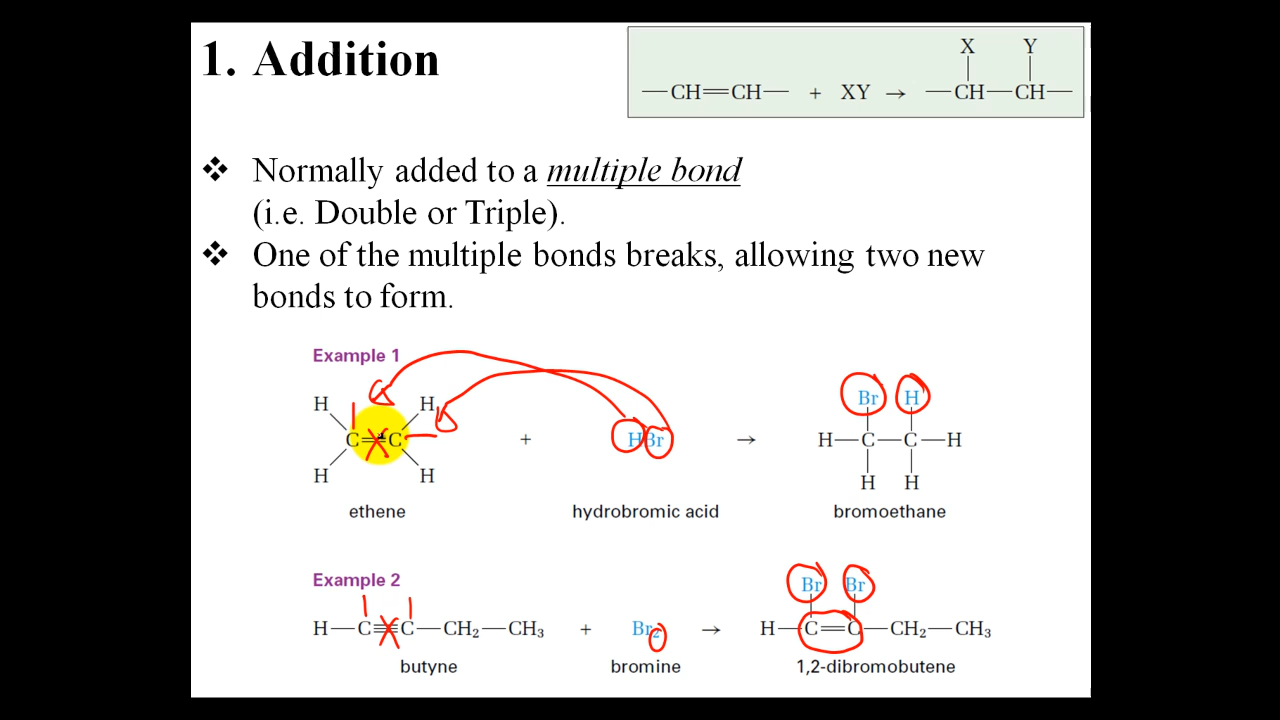 1. Addition
X Y
—CH=CH— + XY → —CH—CH—
❖ Normally added to a multiple bond
(i.e. Double or Triple).
❖ One of the multiple bonds breaks, allowing two new
bonds to form.
Example 1
H H Br H
C=C + HBr → H—C—C—H
H H H H
ethene hydrobromic acid bromoethane
Example 2
Br Br
H—C≡C—CH₂—CH₃ + Br₂ → H—C=C—CH₂—CH₃
butyne bromine 1,2-dibromobutene